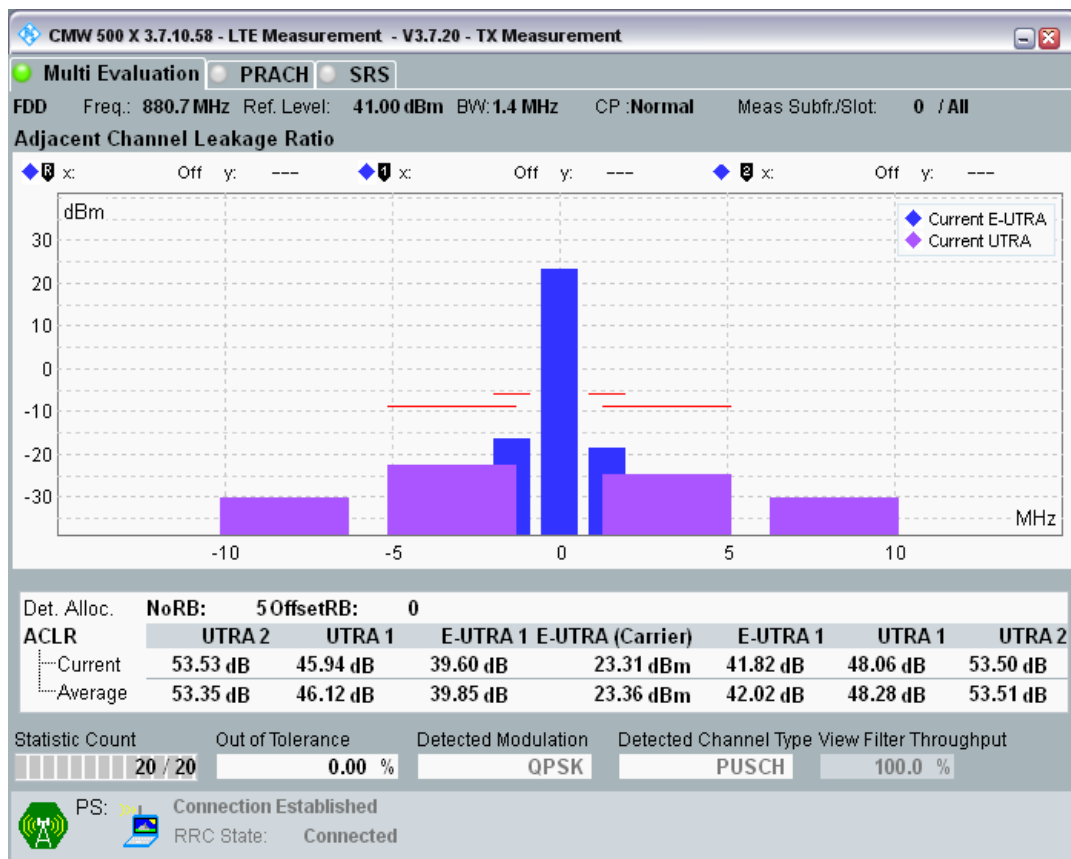 CMW 500 X 3.7.10.58 - LTE Measurement - V3.7.20 - TX Measurement
Multi Evaluation PRACH SRS
FDD Freq.: 880.7 MHz Ref. Level: 41.00 dBm BW: 1.4 MHz CP :Normal Meas Subfr./Slot: 0 / All
Adjacent Channel Leakage Ratio
R x: Off y: --- 1 x: Off y: --- 2 x: Off y: ---
dBm
Current E-UTRA
Current UTRA
30
20
10
0
-10
-20
-30
MHz
-10 -5 0 5 10
Det. Alloc. NoRB: 5 OffsetRB: 0
ACLR UTRA 2 UTRA 1 E-UTRA 1 E-UTRA (Carrier) E-UTRA 1 UTRA 1 UTRA 2
Current 53.53 dB 45.94 dB 39.60 dB 23.31 dBm 41.82 dB 48.06 dB 53.50 dB
Average 53.35 dB 46.12 dB 39.85 dB 23.36 dBm 42.02 dB 48.28 dB 53.51 dB
Statistic Count Out of Tolerance Detected Modulation Detected Channel Type View Filter Throughput
20 / 20 0.00 % QPSK PUSCH 100.0 %
PS: Connection Established
RRC State: Connected